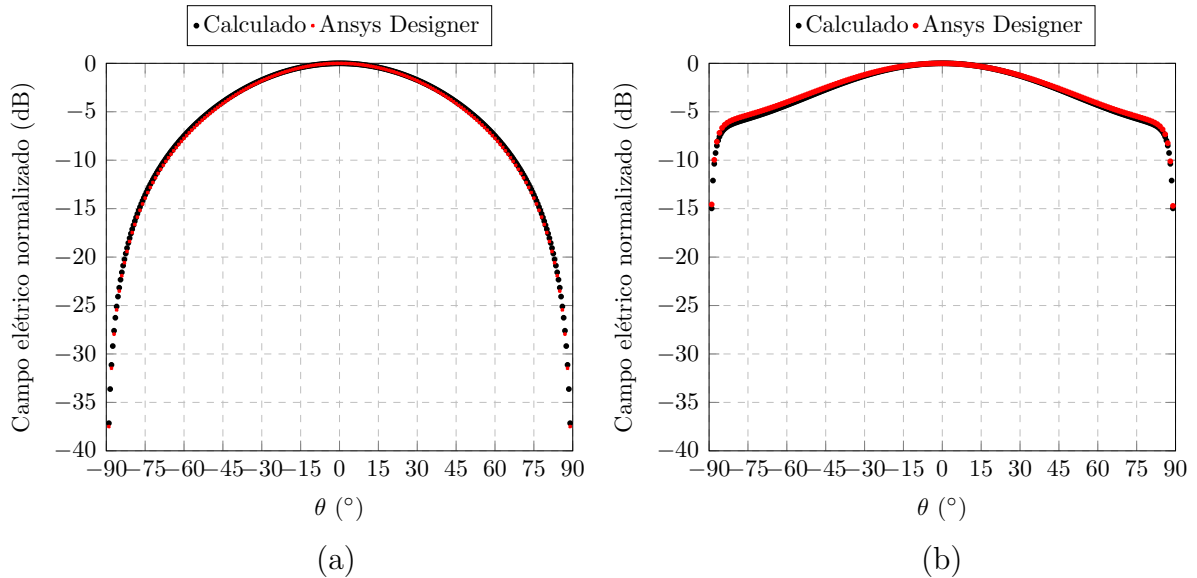 Calculado Ansys Designer
0
−5
−10
−15
−20
−25
−30
−35
−40
−90 −75 −60 −45 −30 −15 0 15 30 45 60 75 90
Campo elétrico normalizado (dB)
θ (°)
(a)
Calculado Ansys Designer
0
−5
−10
−15
−20
−25
−30
−35
−40
−90 −75 −60 −45 −30 −15 0 15 30 45 60 75 90
Campo elétrico normalizado (dB)
θ (°)
(b)